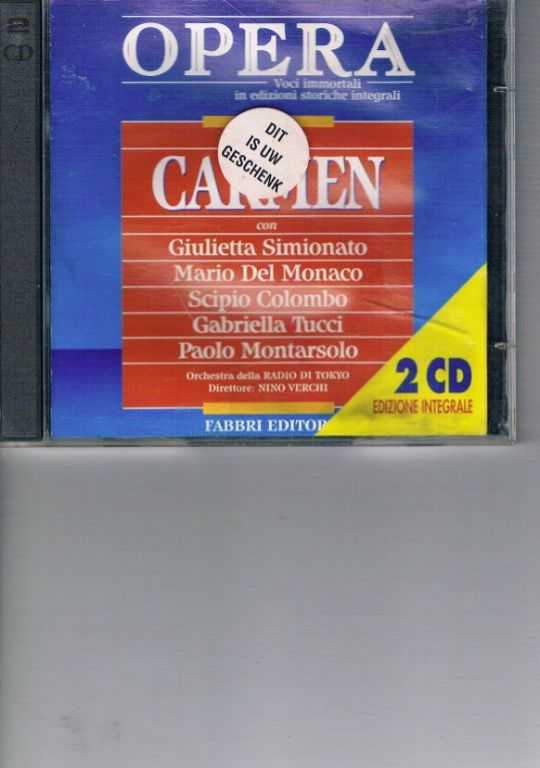 2
CD
OPERA
Voci immortali
in edizioni storiche integrali
DIT
IS UW
GESCHENK
CARMEN
con
Giulietta Simionato
Mario Del Monaco
Scipio Colombo
Gabriella Tucci
Paolo Montarsolo
Orchestra della RADIO DI TOKYO
Direttore: NINO VERCHI
2 CD
EDIZIONE INTEGRALE
FABBRI EDITOR